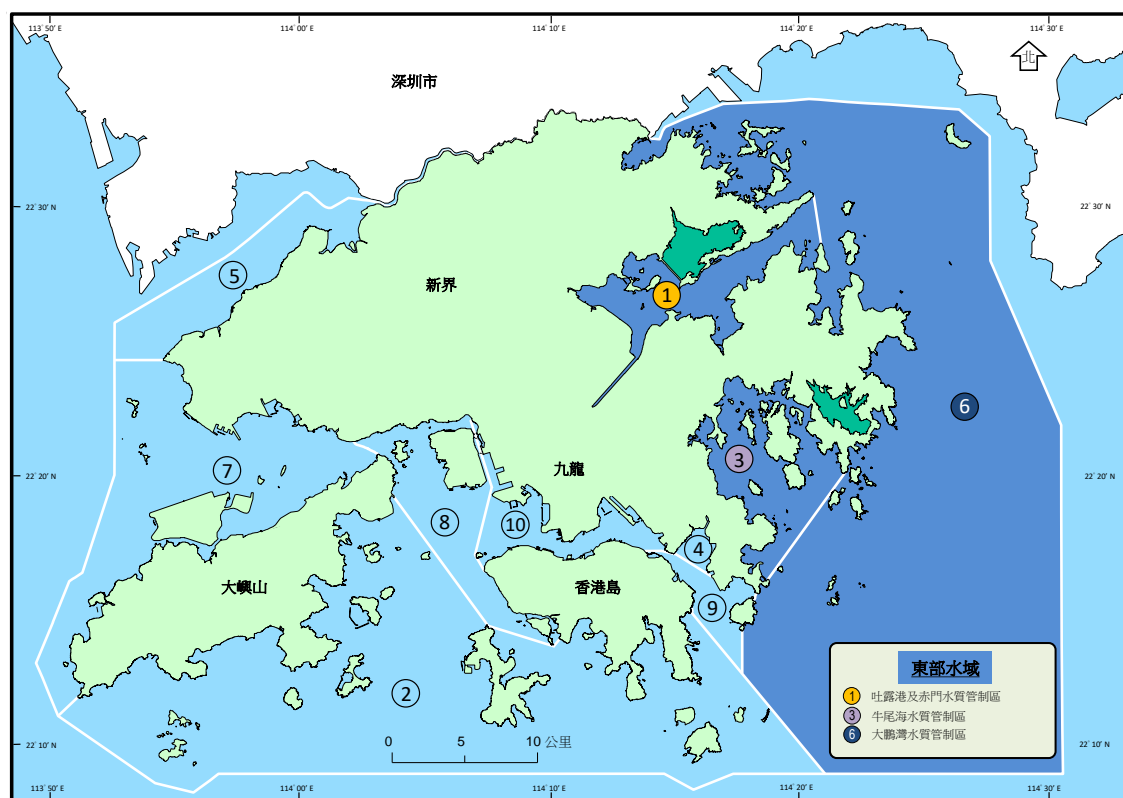 113° 50' E
114° 00' E
114° 10' E
114° 20' E
114° 30' E
北
深圳市
22° 30' N
22° 30' N
5
新界
1
6
3
22° 20' N
九龍
22° 20' N
7
8
10
4
大嶼山
香港島
9
2
東部水域
1 吐露港及赤門水質管制區
3 牛尾海水質管制區
6 大鵬灣水質管制區
0 5 10 公里
22° 10' N
22° 10' N
113° 50' E
114° 00' E
114° 10' E
114° 20' E
114° 30' E